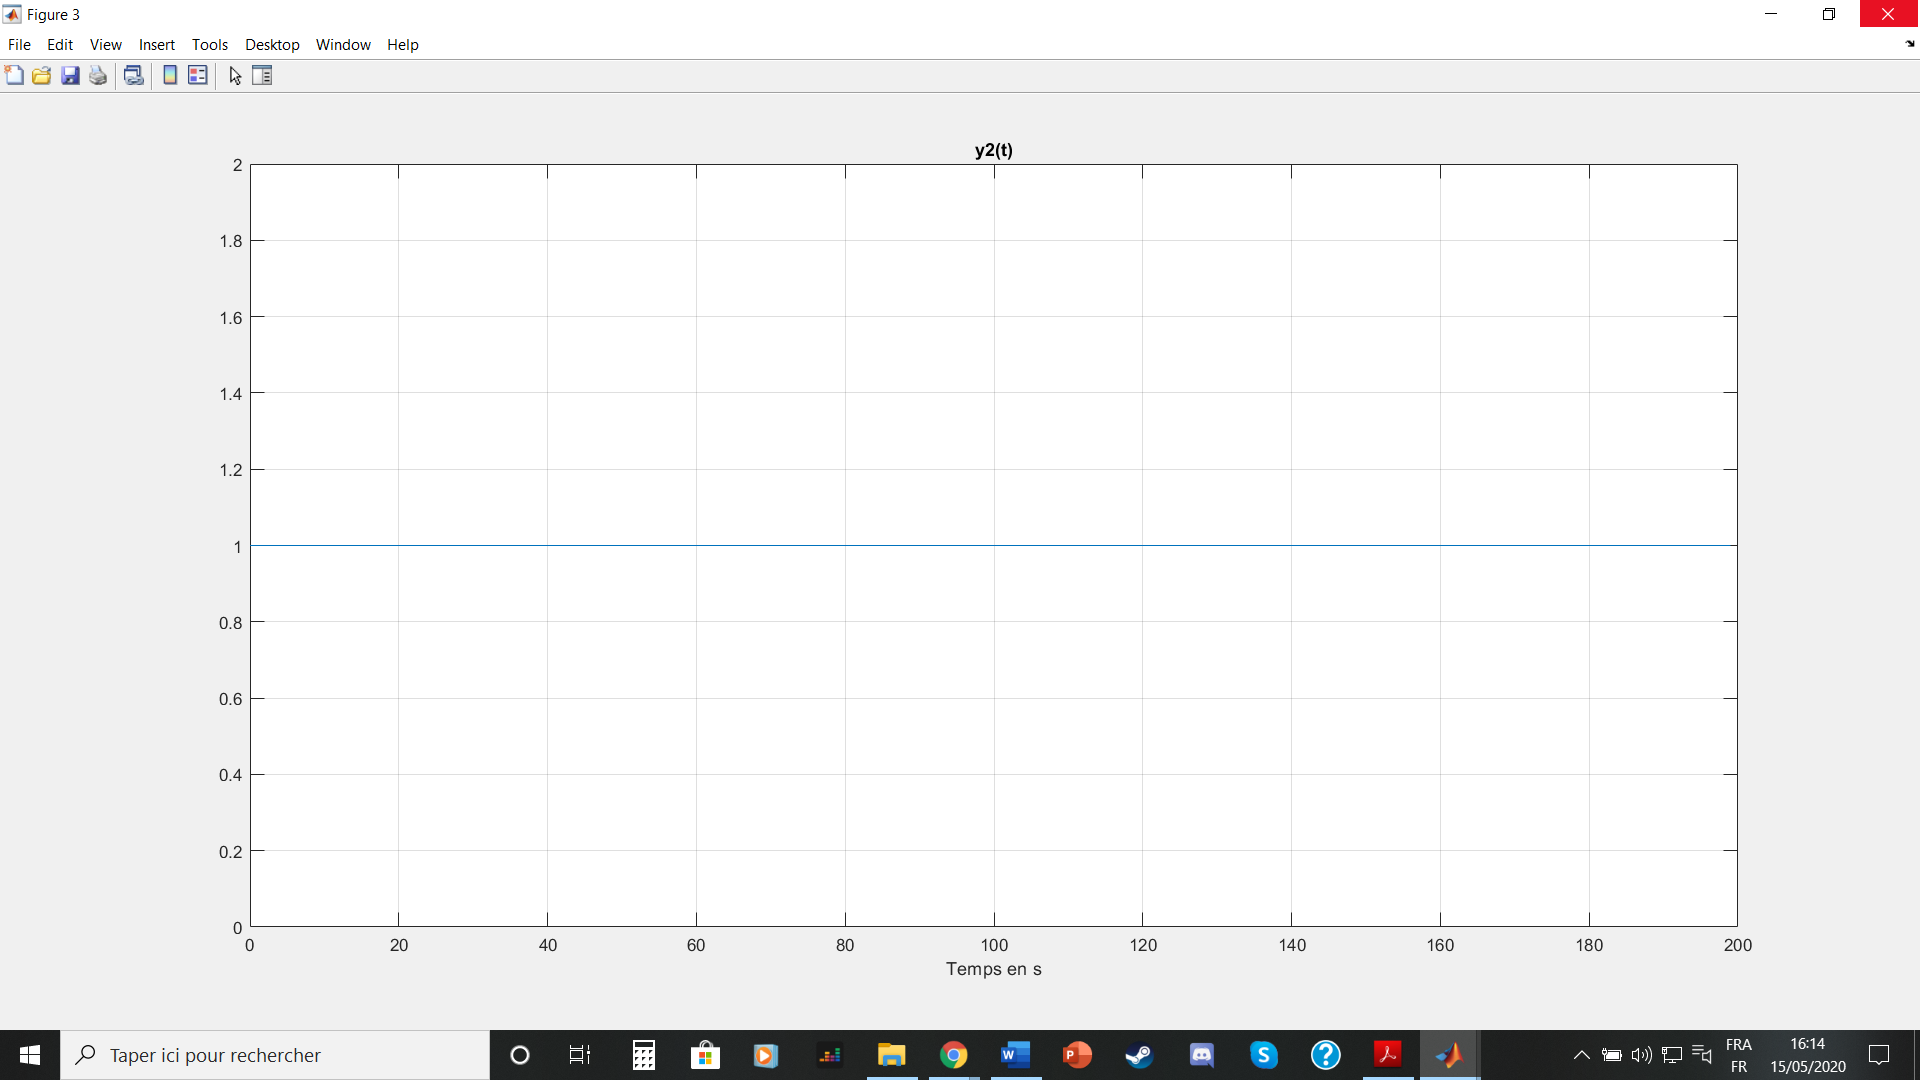 Figure 3
File Edit View Insert Tools Desktop Window Help
y2(t)
2
1.8
1.6
1.4
1.2
1
0.8
0.6
0.4
0.2
0
0 20 40 60 80 100 120 140 160 180 200
Temps en s
Taper ici pour rechercher
FRA
FR
16:14
15/05/2020